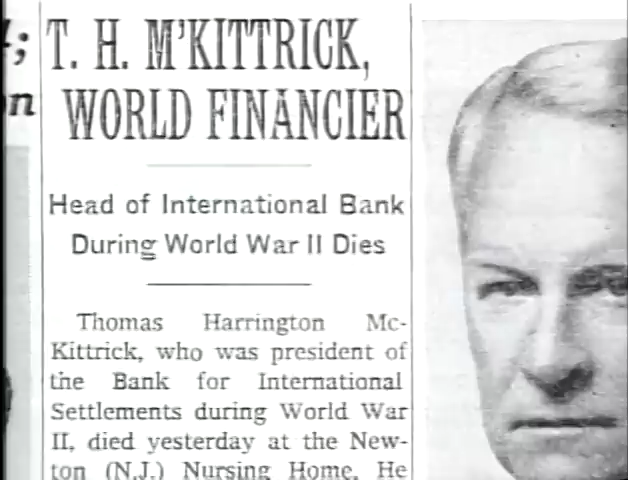 ;
n
T. H. M'KITTRICK,
WORLD FINANCIER
Head of International Bank
During World War II Dies
Thomas Harrington Mc-
Kittrick, who was president of
the Bank for International
Settlements during World War
II, died yesterday at the New-
ton (N.J.) Nursing Home. He